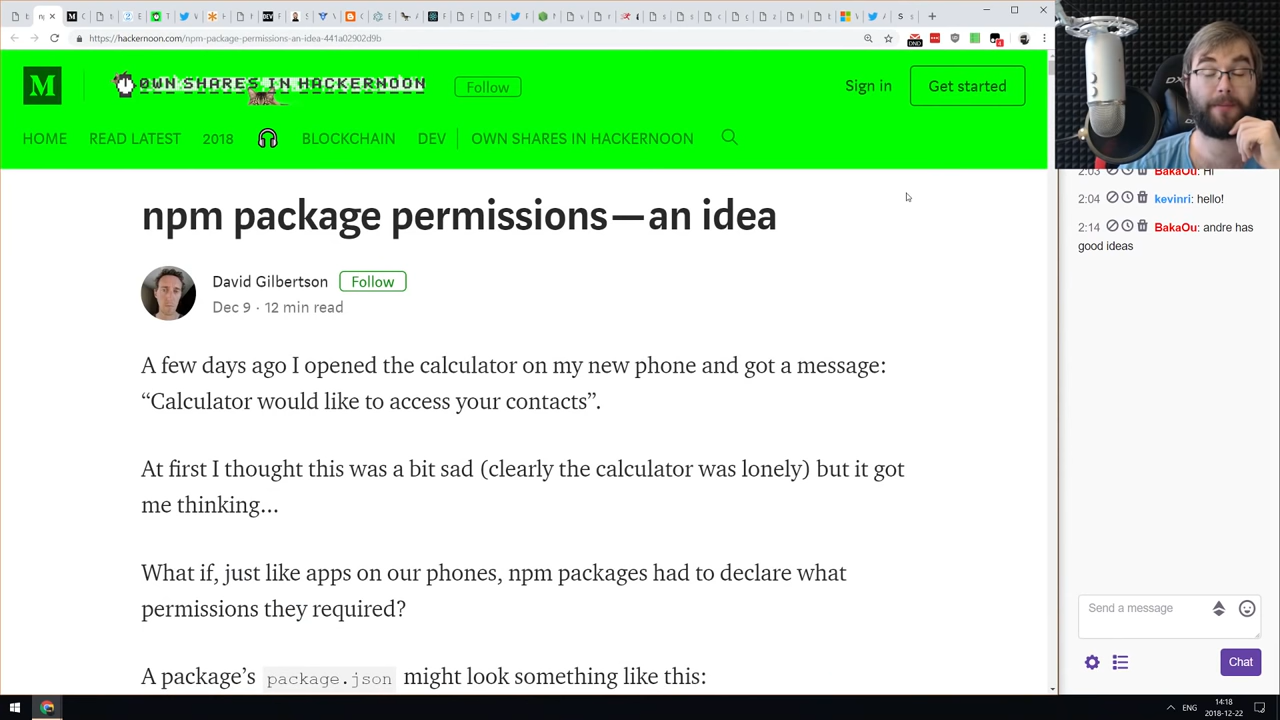 https://hackernoon.com/npm-package-permissions-an-idea-441a02902d9b
DND
M
OWN SHARES IN HACKERNOON
Follow
Sign in
Get started
HOME
READ LATEST
2018
BLOCKCHAIN
DEV
OWN SHARES IN HACKERNOON
npm package permissions—an idea
David Gilbertson
Follow
Dec 9 · 12 min read
A few days ago I opened the calculator on my new phone and got a message:
“Calculator would like to access your contacts”.
At first I thought this was a bit sad (clearly the calculator was lonely) but it got
me thinking…
What if, just like apps on our phones, npm packages had to declare what
permissions they required?
A package’s package.json might look something like this:
2:03 BakaOu: Hi
2:04 kevinri: hello!
2:14 BakaOu: andre has
good ideas
Send a message
Chat
ENG
14:18
2018-12-22